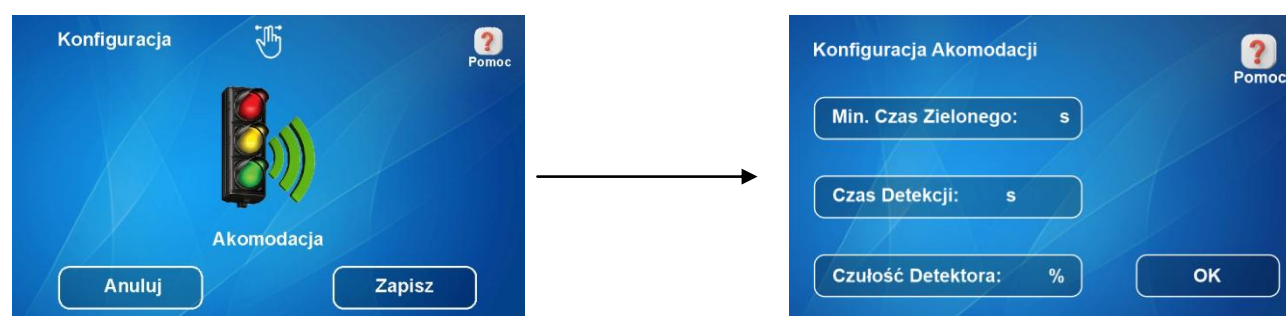 Konfiguracja
? Pomoc
Akomodacja
Anuluj
Zapisz
Konfiguracja Akomodacji
? Pomoc
Min. Czas Zielonego: s
Czas Detekcji: s
Czułość Detektora: %
OK